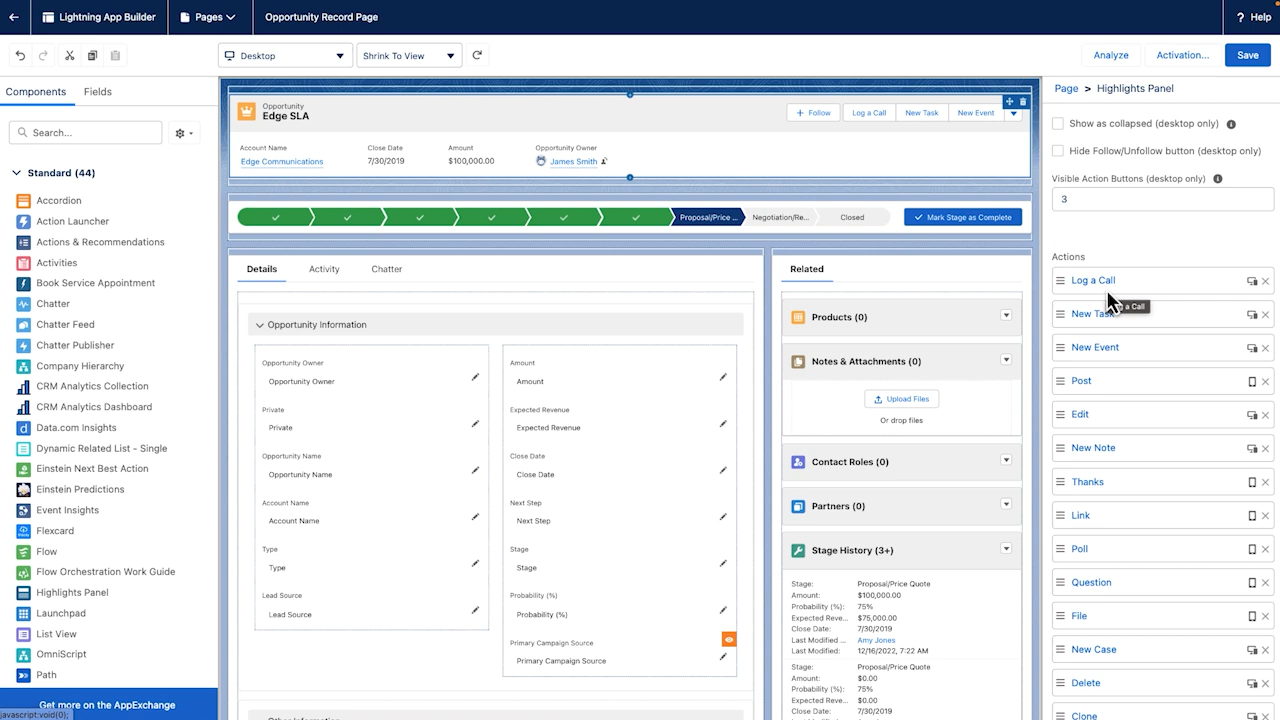 Lightning App Builder
Pages
Opportunity Record Page
? Help
Desktop
Shrink To View
Analyze
Activation...
Save
Components
Fields
Search...
Standard (44)
Accordion
Action Launcher
Actions & Recommendations
Activities
Book Service Appointment
Chatter
Chatter Feed
Chatter Publisher
Company Hierarchy
CRM Analytics Collection
CRM Analytics Dashboard
Data.com Insights
Dynamic Related List - Single
Einstein Next Best Action
Einstein Predictions
Event Insights
Flexcard
Flow
Flow Orchestration Work Guide
Highlights Panel
Launchpad
List View
OmniScript
Path
Get more on the AppExchange
javascript:void(0);
Opportunity
Edge SLA
+ Follow
Log a Call
New Task
New Event
Account Name
Close Date
Amount
Opportunity Owner
Edge Communications
7/30/2019
$100,000.00
James Smith
Proposal/Price ...
Negotiation/Re...
Closed
Mark Stage as Complete
Details
Activity
Chatter
Opportunity Information
Opportunity Owner
Opportunity Owner
Private
Private
Opportunity Name
Opportunity Name
Account Name
Account Name
Type
Type
Lead Source
Lead Source
Amount
Amount
Expected Revenue
Expected Revenue
Close Date
Close Date
Next Step
Next Step
Stage
Stage
Probability (%)
Probability (%)
Primary Campaign Source
Primary Campaign Source
Related
Products (0)
Notes & Attachments (0)
Upload Files
Or drop files
Contact Roles (0)
Partners (0)
Stage History (3+)
Stage: Proposal/Price Quote
Amount: $100,000.00
Probability (%): 75%
Expected Reve... $75,000.00
Close Date: 7/30/2019
Last Modified ... Amy Jones
Last Modified: 12/16/2022, 7:22 AM
Stage: Proposal/Price Quote
Amount: $0.00
Probability (%): 75%
Expected Reve... $0.00
Close Date: 7/30/2019
Page > Highlights Panel
Show as collapsed (desktop only)
Hide Follow/Unfollow button (desktop only)
Visible Action Buttons (desktop only)
3
Actions
Log a Call
a Call
New Task
New Event
Post
Edit
New Note
Thanks
Link
Poll
Question
File
New Case
Delete
Clone